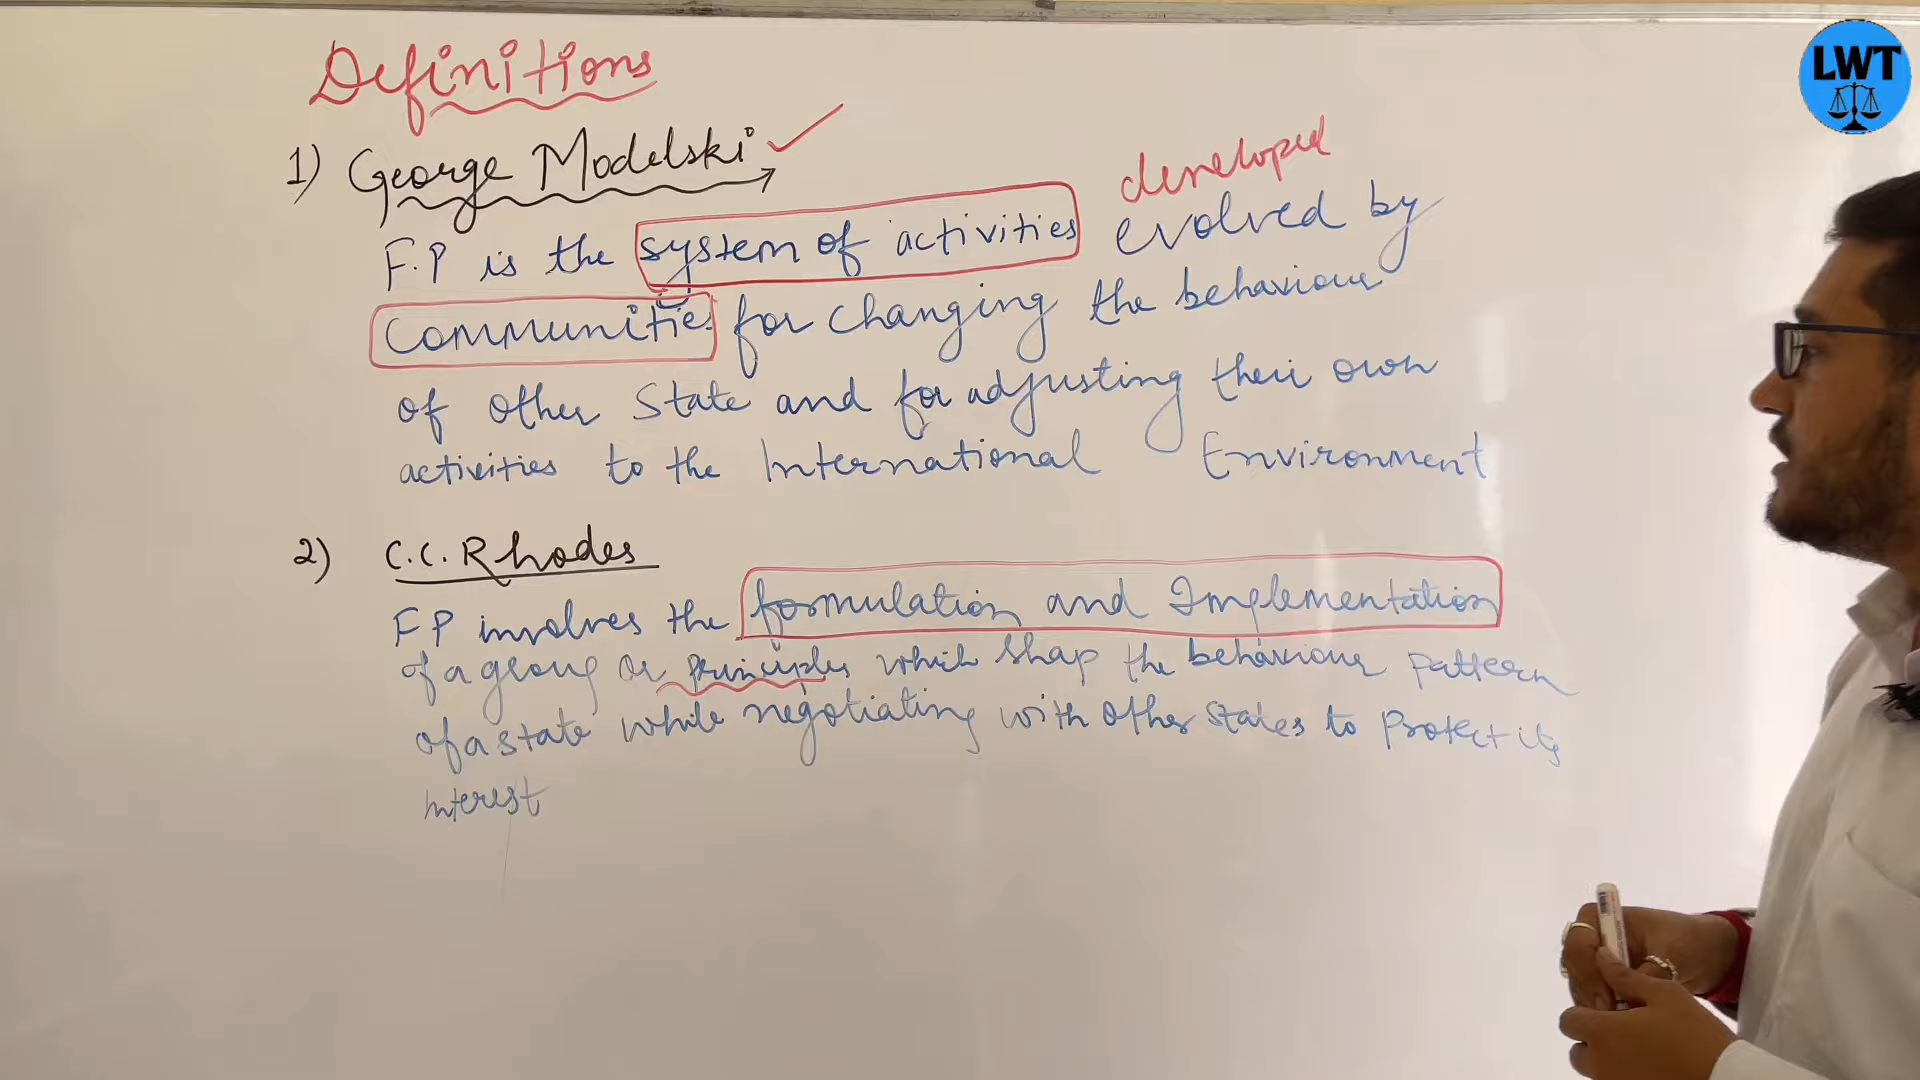 Definitions
LWT
1) George Modelski
developed
F.P is the system of activities evolved by
Communities for changing the behaviour
of other State and for adjusting their own
activities to the International Environment
2) C.C. Rhodes
FP involves the formulation and Implementation
of a group or principles which shap the behaviour pattern
of a state while negotiating with other states to protect its
interest